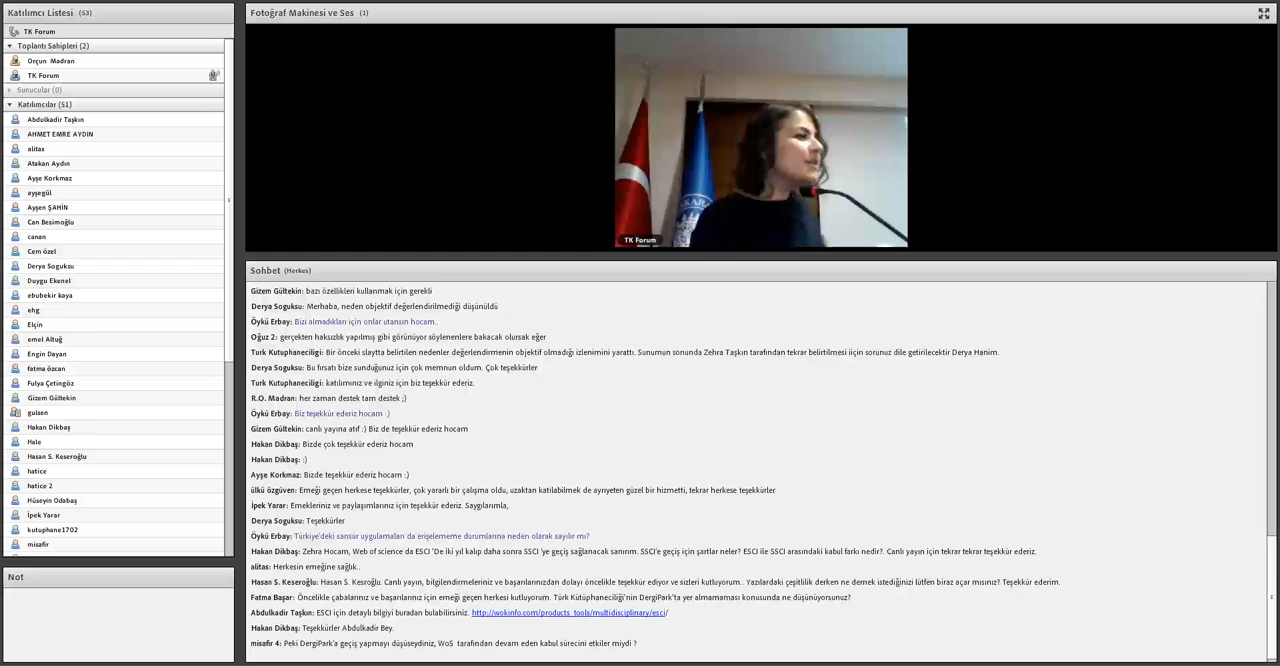 Katılımcı Listesi (53)
TK Forum
Toplantı Sahipleri (2)
Orçun Madran
TK Forum
Sunucular (0)
Katılımcılar (51)
Abdulkadir Taşkın
AHMET EMRE AYDIN
alitas
Atakan Aydın
Ayşe Korkmaz
ayşegül
Ayşen ŞAHİN
Can Besimoğlu
canan
Cem özel
Derya Soguksu
Duygu Ekenel
ebubekir kaya
ehg
Elçin
emel Altuğ
Engin Dayan
fatma özcan
Fulya Çetingöz
Gizem Gültekin
gulsen
Hakan Dikbaş
Hale
Hasan S. Keseroğlu
hatice
hatice 2
Hüseyin Odabaş
İpek Yarar
kutuphane1702
misafir
Not
Fotoğraf Makinesi ve Ses (1)
TK Forum
Sohbet (Herkes)
Gizem Gültekin: bazı özellikleri kullanmak için gerekli
Derya Soguksu: Merhaba, neden objektif değerlendirilmediği düşünüldü
Öykü Erbay: Bizi almadıkları için onlar utansın hocam..
Oğuz 2: gerçekten haksızlık yapılmış gibi görünüyor söylenenlere bakacak olursak eğer
Turk Kutuphaneciligi: Bir önceki slaytta belirtilen nedenler değerlendirmenin objektif olmadığı izlenimini yarattı. Sunumun sonunda Zehra Taşkın tarafından tekrar belirtilmesi iiçin sorunuz dile getirilecektir Derya Hanim.
Derya Soguksu: Bu fırsatı bize sunduğunuz için çok memnun oldum. Çok teşekkürler
Turk Kutuphaneciligi: katılımınız ve ilginiz için biz teşekkür ederiz.
R.O. Madran: her zaman destek tam destek ;)
Öykü Erbay: Biz teşekkür ederiz hocam :)
Gizem Gültekin: canlı yayına atıf :) Biz de teşekkür ederiz hocam
Hakan Dikbaş: Bizde çok teşekkür ederiz hocam
Hakan Dikbaş: :)
Ayşe Korkmaz: Bizde teşekkür ederiz hocam :)
ülkü özgüven: Emeği geçen herkese teşekkürler, çok yararlı bir çalışma oldu, uzaktan katılabilmek de ayrıyeten güzel bir hizmetti, tekrar herkese teşekkürler
İpek Yarar: Emekleriniz ve paylaşımlarınız için teşekkür ederiz. Saygılarımla,
Derya Soguksu: Teşekkürler
Öykü Erbay: Türkiye'deki sansür uygulamaları da erişelememe durumlarına neden olarak sayılır mı?
Hakan Dikbaş: Zehra Hocam, Web of science da ESCI 'De iki yıl kalıp daha sonra SSCI 'ye geçiş sağlanacak sanırım. SSCI'e geçiş için şartlar neler? ESCI ile SSCI arasındaki kabul farkı nedir?. Canlı yayın için tekrar tekrar teşekkür ederiz.
alitas: Herkesin emeğine sağlık..
Hasan S. Keseroğlu: Hasan S. Kesroğlu. Canlı yayın, bilgilendirmeleriniz ve başarılarınızdan dolayı öncelikle teşekkür ediyor ve sizleri kutluyorum.. Yazılardaki çeşitlilik derken ne demek istediğinizi lütfen biraz açar mısınız? Teşekkür ederim.
Fatma Başar: Öncelikle çabalarınız ve başarılarınız için emeği geçen herkesi kutluyorum. Türk Kütüphaneciliği'nin DergiPark'ta yer almamaması konusunda ne düşünüyorsunuz?
Abdulkadir Taşkın: ESCI için detaylı bilgiyi buradan bulabilirsiniz. http://wokinfo.com/products_tools/multidisciplinary/esci/
Hakan Dikbaş: Teşekkürler Abdulkadir Bey.
misafir 4: Peki DergiPark'a geçiş yapmayı düşüseydiniz, WoS tarafından devam eden kabul sürecini etkiler miydi ?